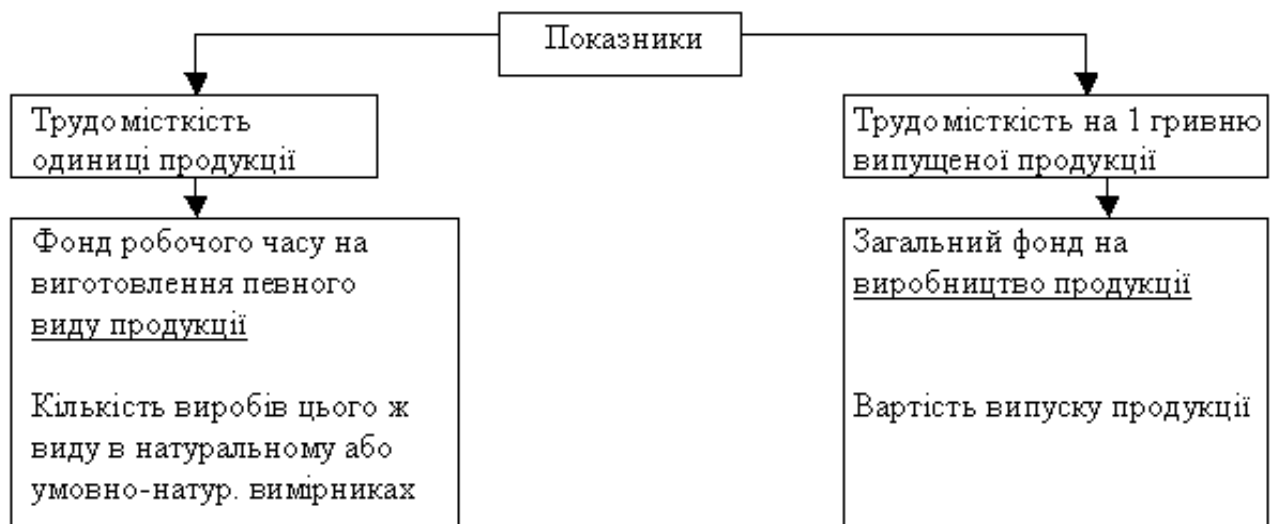 Показники
Трудомісткість
одиниці продукції
Трудомісткість на 1 гривню
випущеної продукції
Фонд робочого часу на
виготовлення певного
виду продукції
Кількість виробів цього ж
виду в натуральному або
умовно-натур. вимірниках
Загальний фонд на
виробництво продукції
Вартість випуску продукції